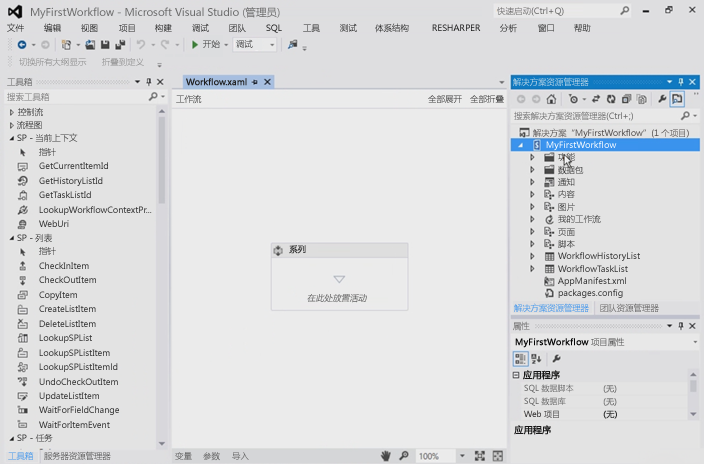 MyFirstWorkflow - Microsoft Visual Studio (管理员)
快速启动(Ctrl+Q)
文件 编辑 视图 项目 构建 调试 团队 SQL 工具 测试 体系结构 RESHARPER 分析 窗口 帮助
开始 调试
切换所有大纲显示 折叠到定义
工具箱
搜索工具箱
控制流
流程图
SP - 当前上下文
指针
GetCurrentItemId
GetHistoryListId
GetTaskListId
LookupWorkflowContextPr...
WebUri
SP - 列表
指针
CheckInItem
CheckOutItem
CopyItem
CreateListItem
DeleteListItem
LookupSPList
LookupSPListItem
LookupSPListItemId
UndoCheckOutItem
UpdateListItem
WaitForFieldChange
WaitForItemEvent
SP - 任务
工具箱 服务器资源管理器
Workflow.xaml
工作流 全部展开 全部折叠
系列
在此处放置活动
变量 参数 导入 100%
解决方案资源管理器
搜索解决方案资源管理器(Ctrl+;)
解决方案 "MyFirstWorkflow" (1 个项目)
MyFirstWorkflow
功能
数据包
通知
内容
图片
我的工作流
页面
脚本
WorkflowHistoryList
WorkflowTaskList
AppManifest.xml
packages.config
解决方案资源管理器 团队资源管理器
属性
MyFirstWorkflow 项目属性
应用程序
SQL 数据脚本 (无)
SQL 数据库 (无)
Web 项目 (无)
应用程序